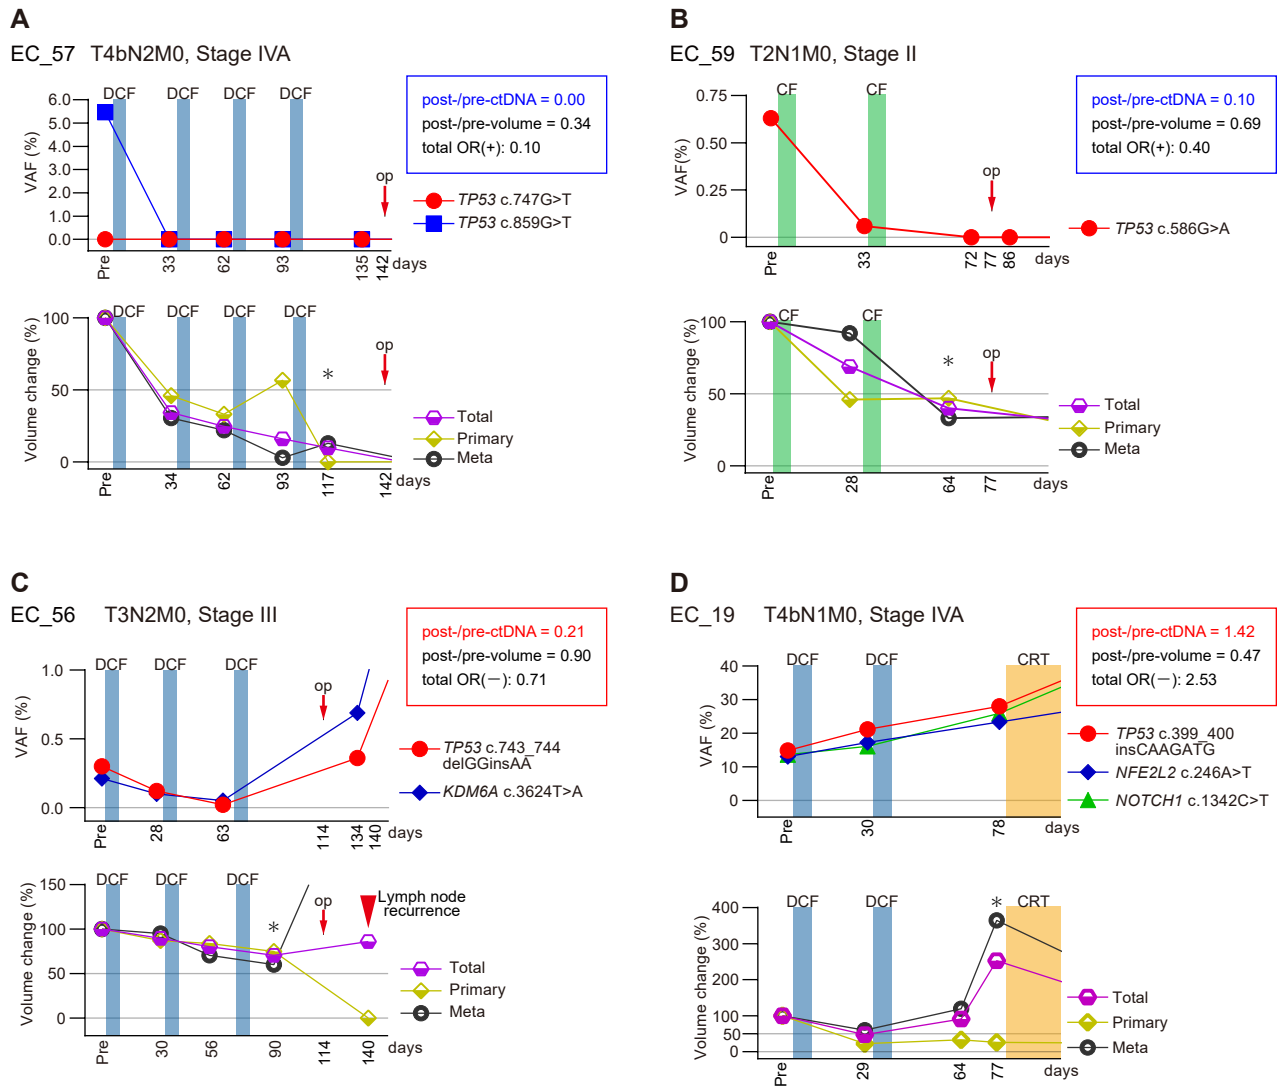 A
EC_57 T4bN2M0, Stage IVA
DCF DCF DCF DCF
VAF (%)
6.0
5.0
4.0
3.0
2.0
1.0
0.0
op
Pre 33 62 93 135 142 days
post-/pre-ctDNA = 0.00
post-/pre-volume = 0.34
total OR(+): 0.10
TP53 c.747G>T
TP53 c.859G>T
DCF DCF DCF DCF
Volume change (%)
100
50
0
*
op
Pre 34 62 93 117 142 days
Total
Primary
Meta
B
EC_59 T2N1M0, Stage II
CF CF
VAF(%)
0.75
0.50
0.25
0
op
Pre 33 72 77 86 days
post-/pre-ctDNA = 0.10
post-/pre-volume = 0.69
total OR(+): 0.40
TP53 c.586G>A
CF CF
Volume change (%)
100
50
0
*
op
Pre 28 64 77 days
Total
Primary
Meta
C
EC_56 T3N2M0, Stage III
DCF DCF DCF
VAF (%)
1.0
0.5
0.0
op
Pre 28 63 114 134 140 days
post-/pre-ctDNA = 0.21
post-/pre-volume = 0.90
total OR(−): 0.71
TP53 c.743_744
delGGinsAA
KDM6A c.3624T>A
DCF DCF DCF
Volume change (%)
150
100
50
0
*
op
Lymph node
recurrence
Pre 30 56 90 114 140 days
Total
Primary
Meta
D
EC_19 T4bN1M0, Stage IVA
DCF DCF CRT
VAF (%)
40
30
20
10
0
Pre 30 78 days
post-/pre-ctDNA = 1.42
post-/pre-volume = 0.47
total OR(−): 2.53
TP53 c.399_400
insCAAGATG
NFE2L2 c.246A>T
NOTCH1 c.1342C>T
DCF DCF CRT
Volume change (%)
400
300
200
100
50
0
*
Pre 29 64 77 days
Total
Primary
Meta